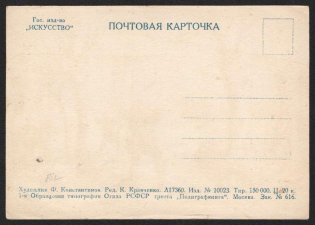 Гос. изд-во
„ИСКУССТВО"
ПОЧТОВАЯ КАРТОЧКА
Художник Ф. Константинов. Ред. К. Кравченко. А17360. Изд. № 10023. Тир. 150 000. Ц. 20 к.
1-я Образцовая типография Огиза РСФСР треста „Полиграфкнига". Москва. Зак. № 616.